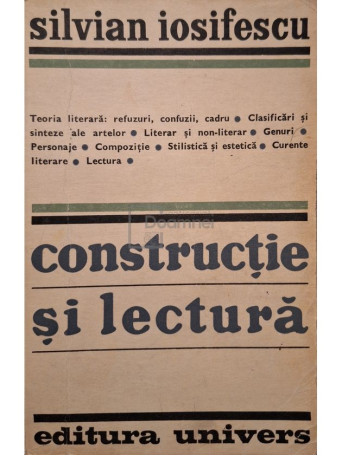 silvian iosifescu
Teoria literară: refuzuri, confuzii, cadru • Clasificări și
sinteze ale artelor • Literar și non-literar • Genuri •
Personaje • Compoziție • Stilistică și estetică • Curente
literare • Lectura •
construcție
și lectură
editura univers